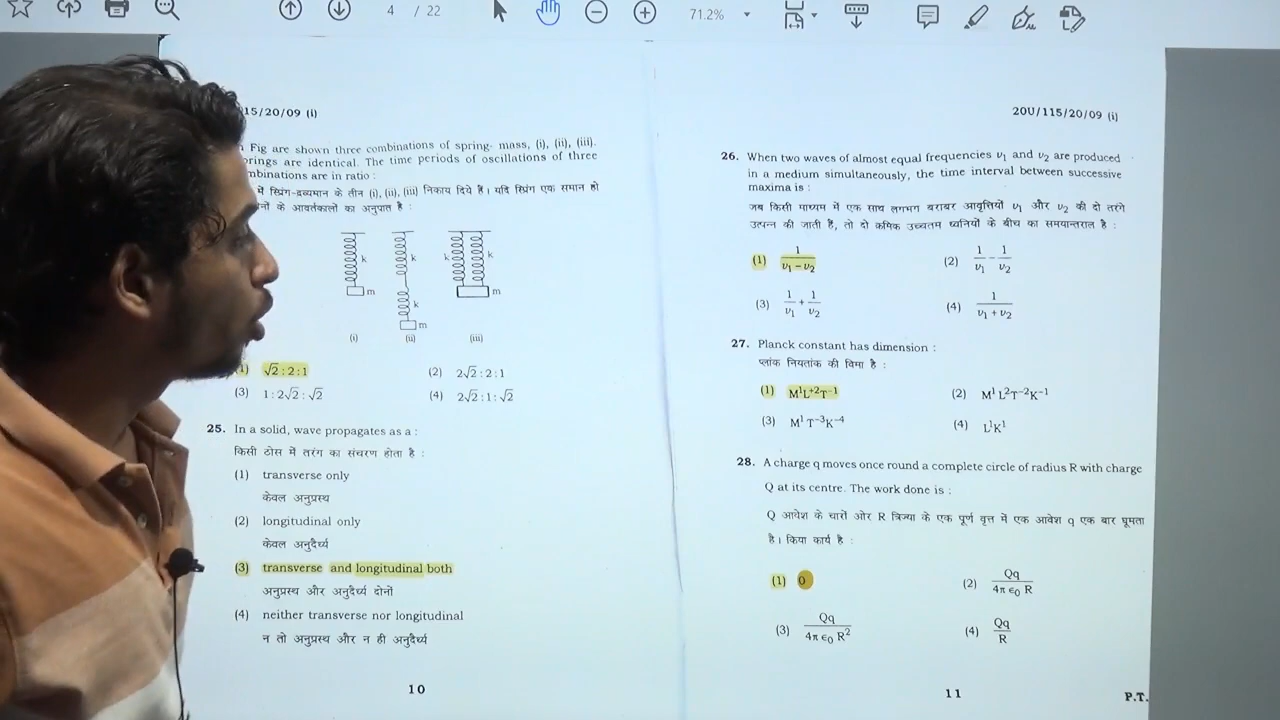 4 / 22
71.2%
15/20/09 (i)
Fig are shown three combinations of spring- mass, (i), (ii), (iii).
are identical. The time periods of oscillations of three
are in ratio :
में स्प्रिंग-द्रव्यमान के तीन (i), (ii), (iii) निकाय दिये हैं। यदि स्प्रिंग एक समान हो
के आवर्तकालों का अनुपात है :
k k k k
m k m
m
(i) (ii) (iii)
√2 : 2 : 1 (2) 2√2 : 2 : 1
(3) 1 : 2√2 : √2 (4) 2√2 : 1 : √2
25. In a solid, wave propagates as a :
किसी ठोस में तरंग का संचरण होता है :
(1) transverse only
केवल अनुप्रस्थ
(2) longitudinal only
केवल अनुदैर्ध्य
(3) transverse and longitudinal both
अनुप्रस्थ और अनुदैर्ध्य दोनों
(4) neither transverse nor longitudinal
न तो अनुप्रस्थ और न ही अनुदैर्ध्य
10
20U/115/20/09 (i)
26. When two waves of almost equal frequencies υ₁ and υ₂ are produced
in a medium simultaneously, the time interval between successive
maxima is :
जब किसी माध्यम में एक साथ लगभग बराबर आवृत्तियों υ₁ और υ₂ की दो तरंगे
उत्पन्न की जाती हैं, तो दो क्रमिक उच्चतम ध्वनियों के बीच का समयान्तराल है :
(1) 1/(υ₁ − υ₂) (2) 1/υ₁ − 1/υ₂
(3) 1/υ₁ + 1/υ₂ (4) 1/(υ₁ + υ₂)
27. Planck constant has dimension :
प्लांक नियतांक की विमा है :
(1) M¹L⁺²T⁻¹ (2) M¹L²T⁻²K⁻¹
(3) M¹T⁻³K⁻⁴ (4) L¹K¹
28. A charge q moves once round a complete circle of radius R with charge
Q at its centre. The work done is :
Q आवेश के चारों ओर R त्रिज्या के एक पूर्ण वृत्त में एक आवेश q एक बार घूमता
है। किया कार्य है :
(1) 0 (2) Qq/(4π ∈₀ R)
(3) Qq/(4π ∈₀ R²) (4) Qq/R
11
P.T.